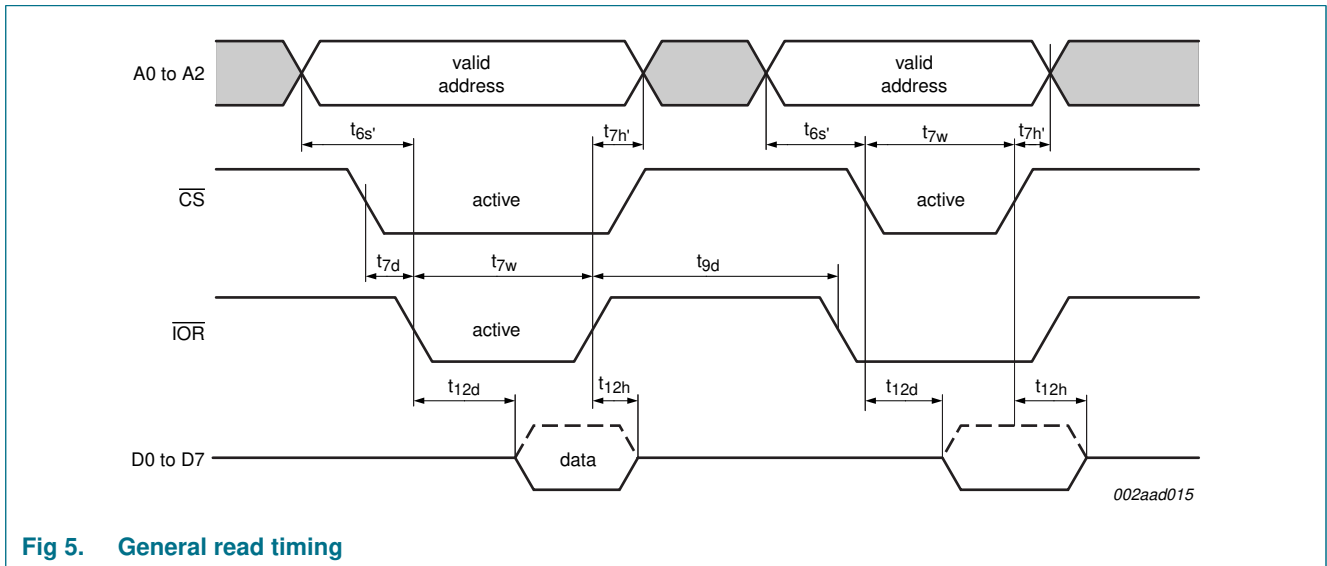 valid address
valid address
A0 to A2
t6s'
t7h'
t6s'
t7w
t7h'
CS
active
active
t7d
t7w
t9d
IOR
active
t12d
t12h
t12d
t12h
D0 to D7
data
002aad015
Fig 5. General read timing